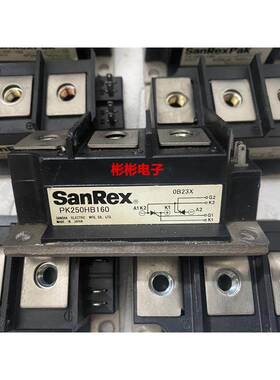 SanRexPak
彬彬电子
SanRex®
0B23X
PK250HB160
SANSHA ELECTRIC MFG. CO., LTD.
MADE IN JAPAN
A1K2
K1
A2
G2
K2
G1
K1